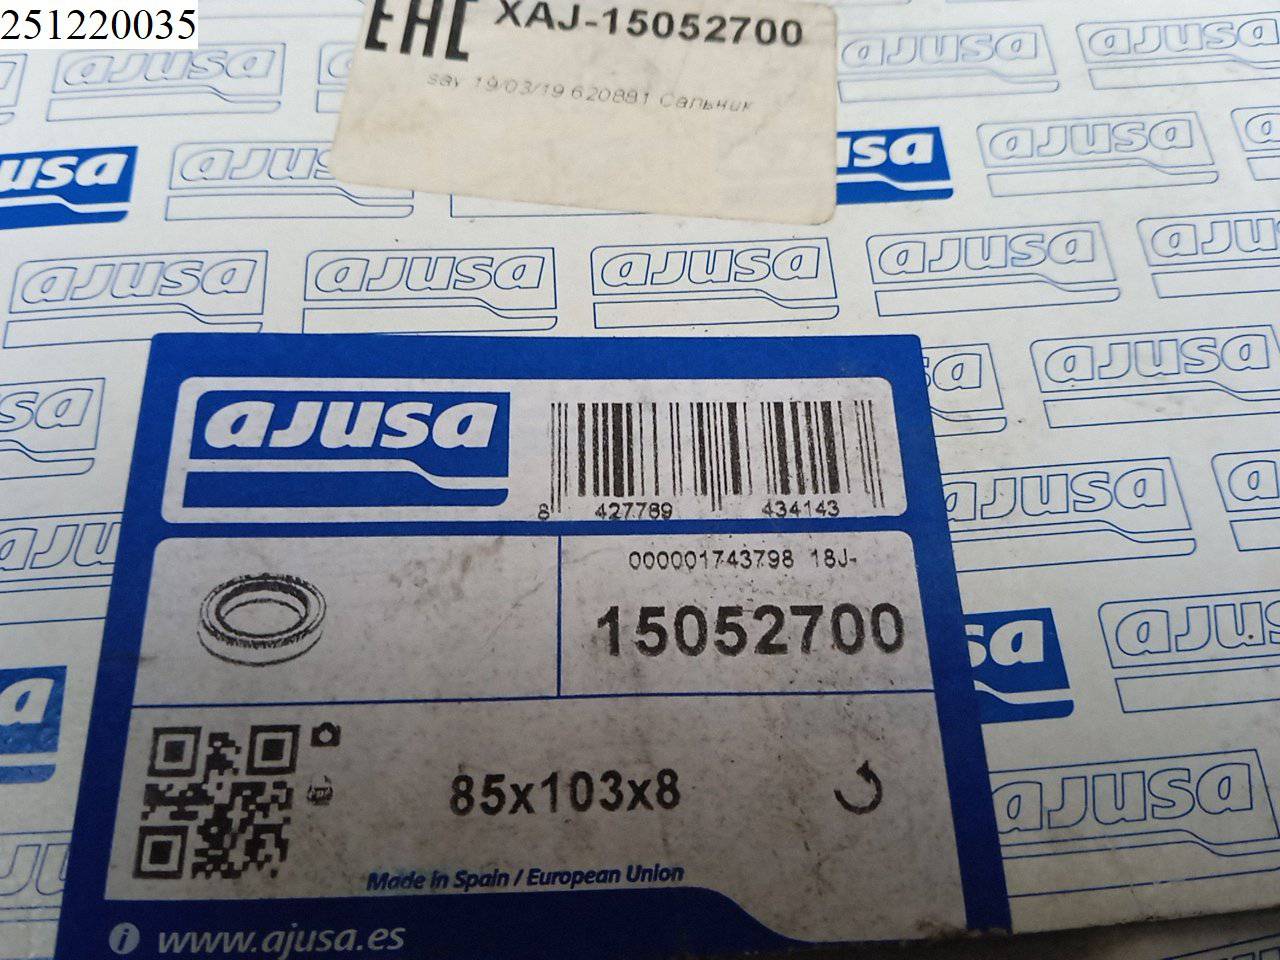 251220035
EAC XAJ-15052700
sav 19/03/19 620881 Сальник
ajusa
8 427789 434143
000001743798 18J-
15052700
85x103x8
Made in Spain / European Union
i www.ajusa.es